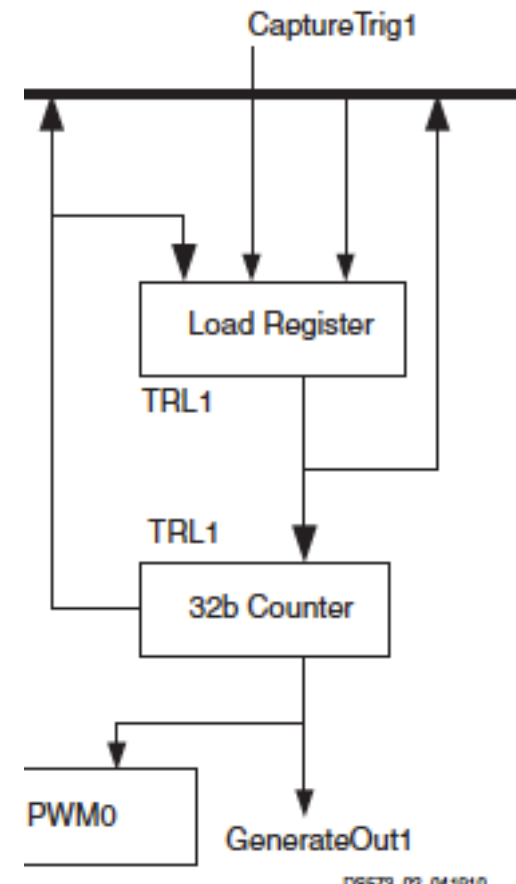 CaptureTrig1
Load Register
TRL1
TRL1
32b Counter
PWM0
GenerateOut1